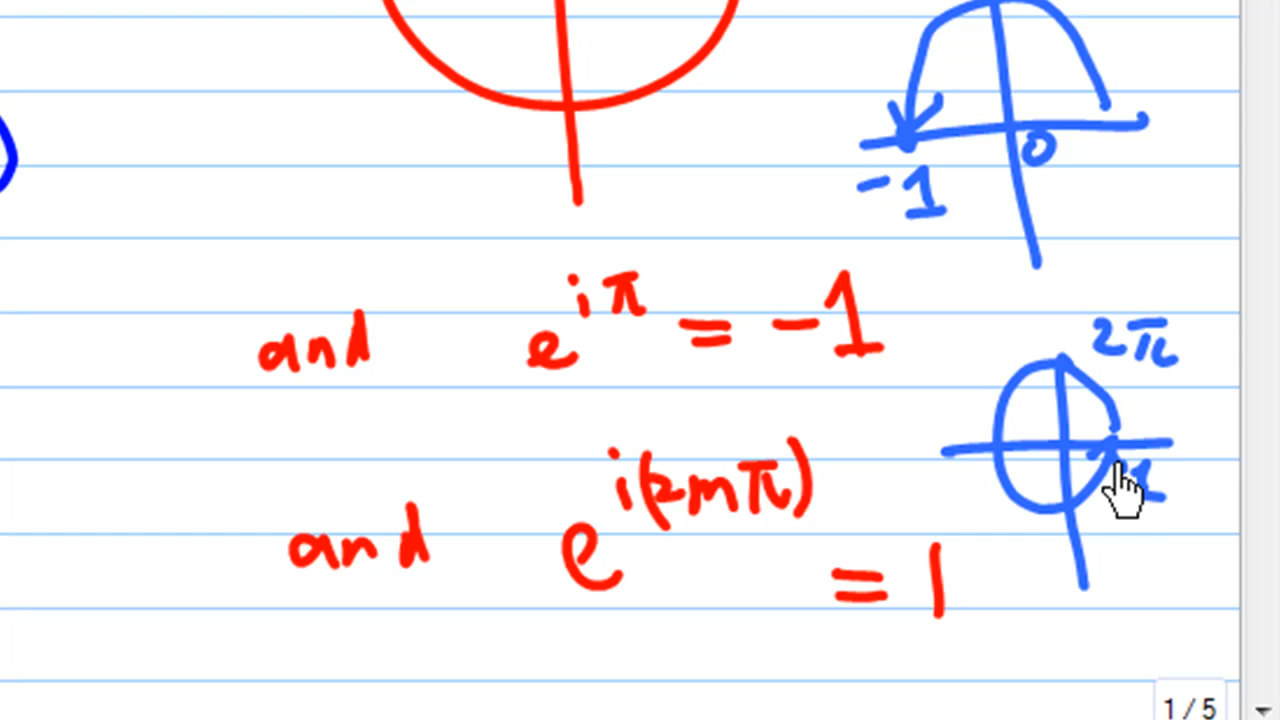 0
-1
and e^{iπ} = -1
2π
1
and e^{i(2mπ)} = 1
1 / 5